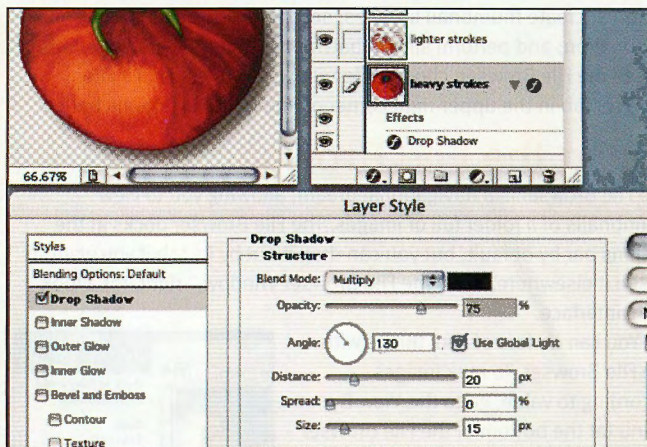 lighter strokes
heavy strokes
Effects
Drop Shadow
66.67%
Layer Style
Styles
Blending Options: Default
Drop Shadow
Inner Shadow
Outer Glow
Inner Glow
Bevel and Emboss
Contour
Texture
Drop Shadow
Structure
Blend Mode: Multiply
Opacity: 75 %
Angle: 130 ° Use Global Light
Distance: 20 px
Spread: 0 %
Size: 15 px